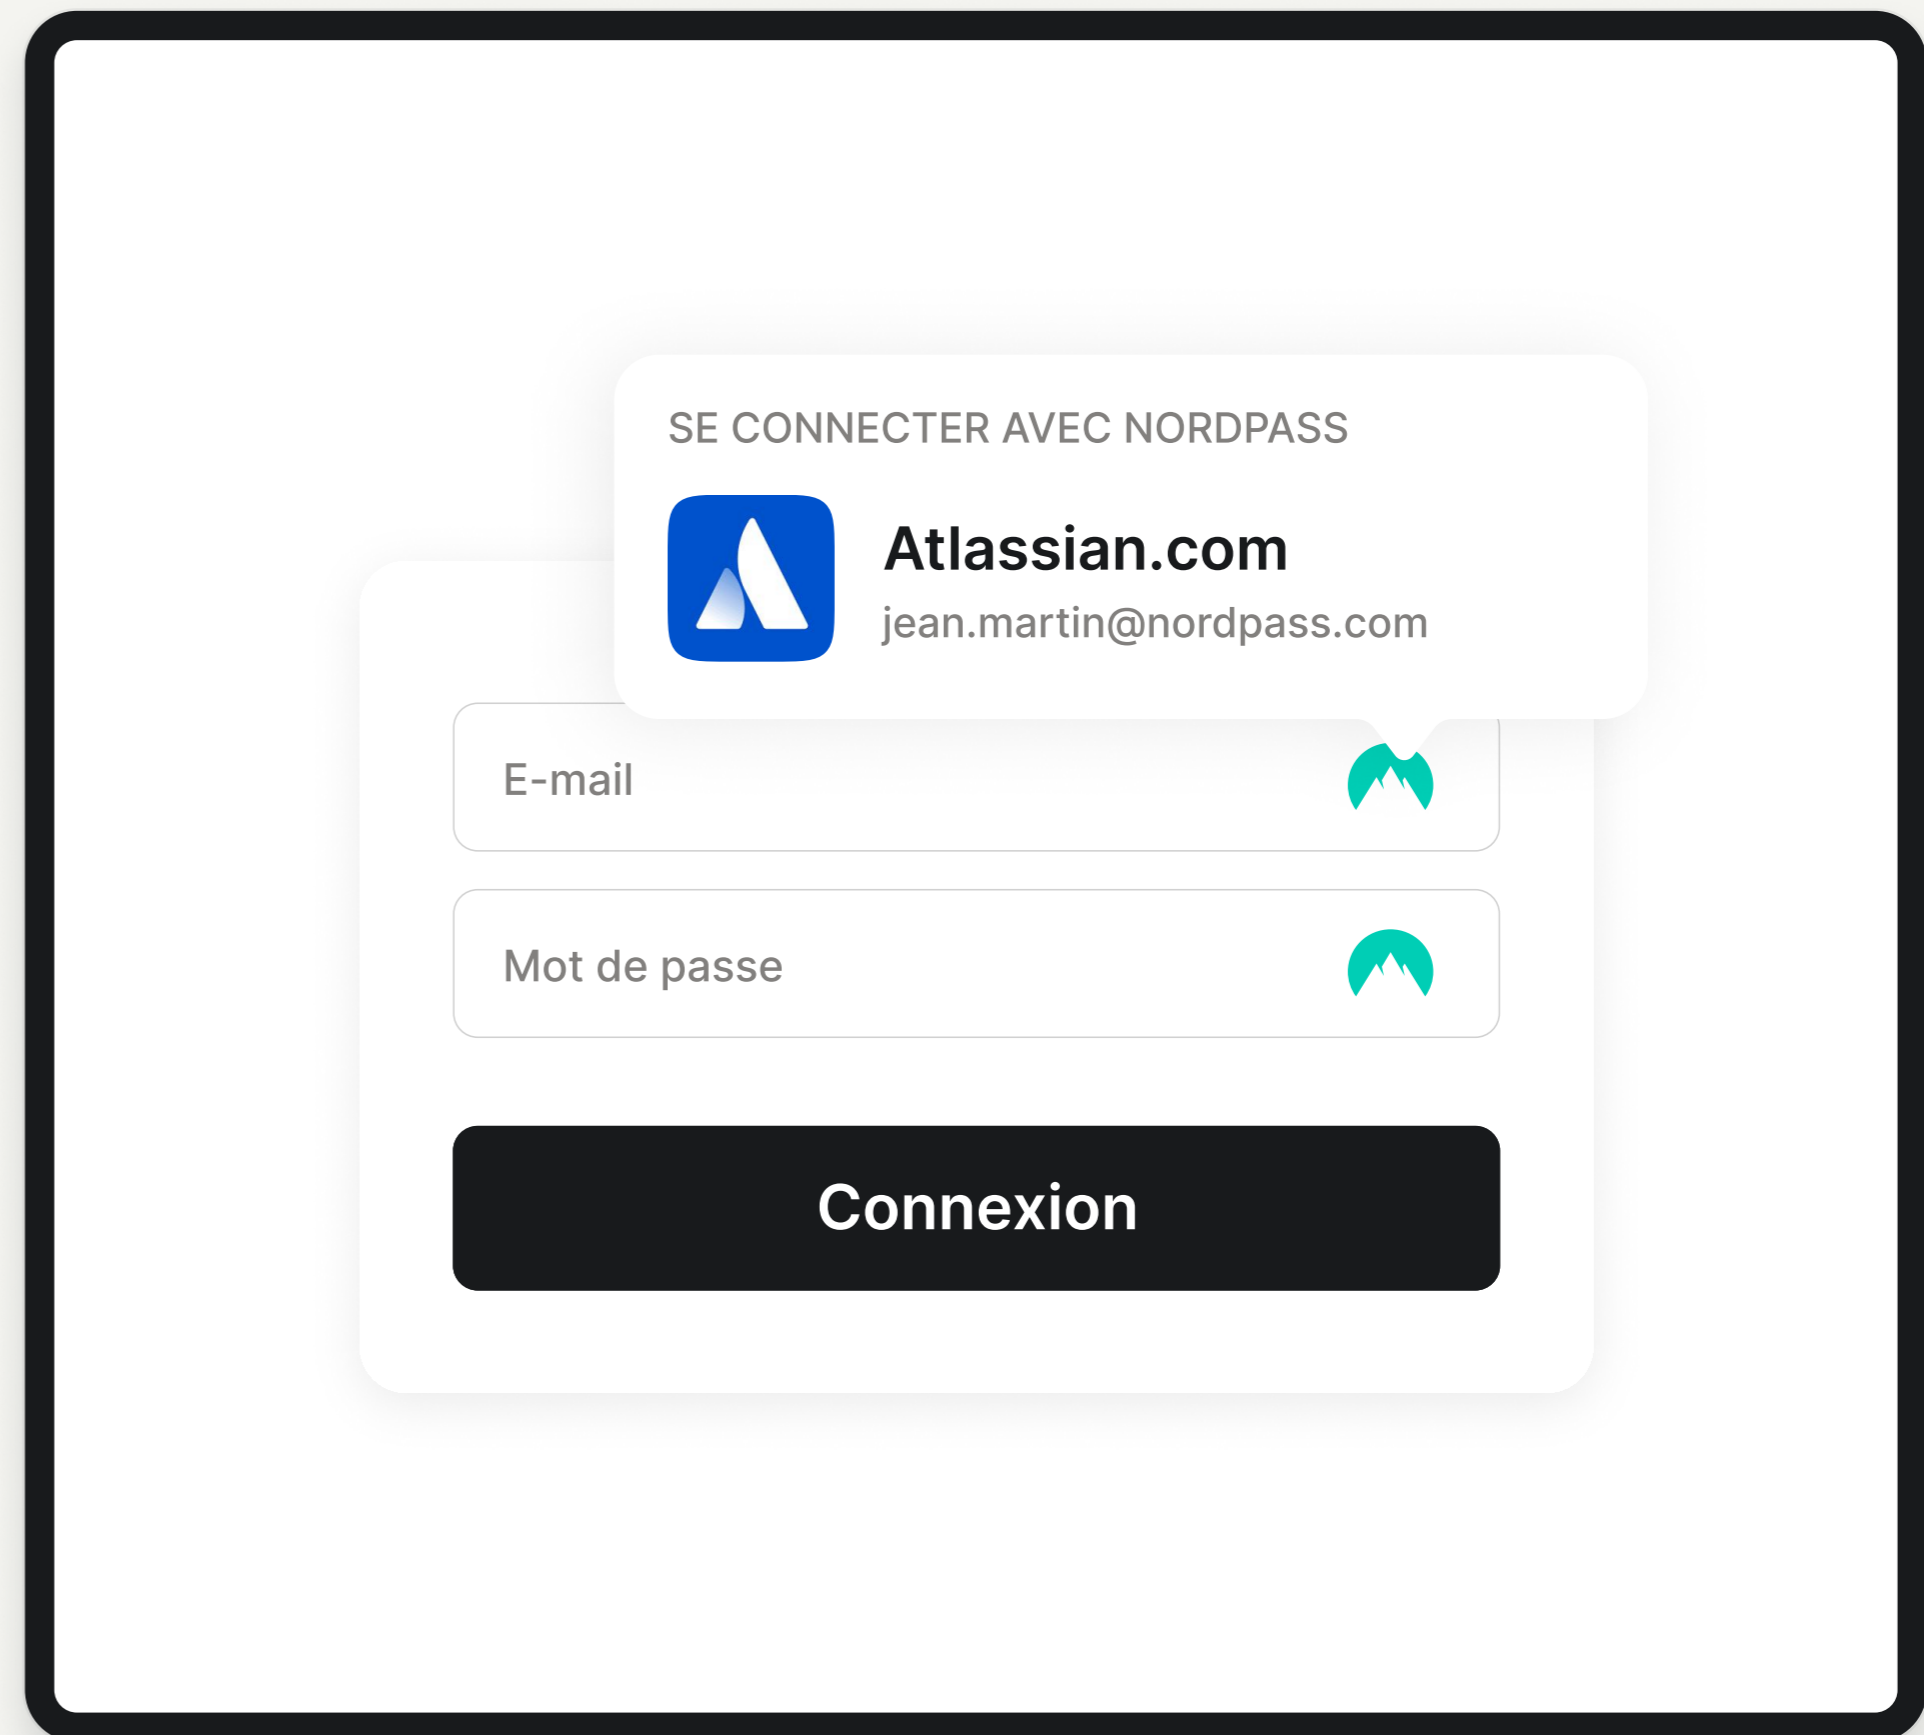 SE CONNECTER AVEC NORDPASS
Atlassian.com
jean.martin@nordpass.com
E-mail
Mot de passe
Connexion